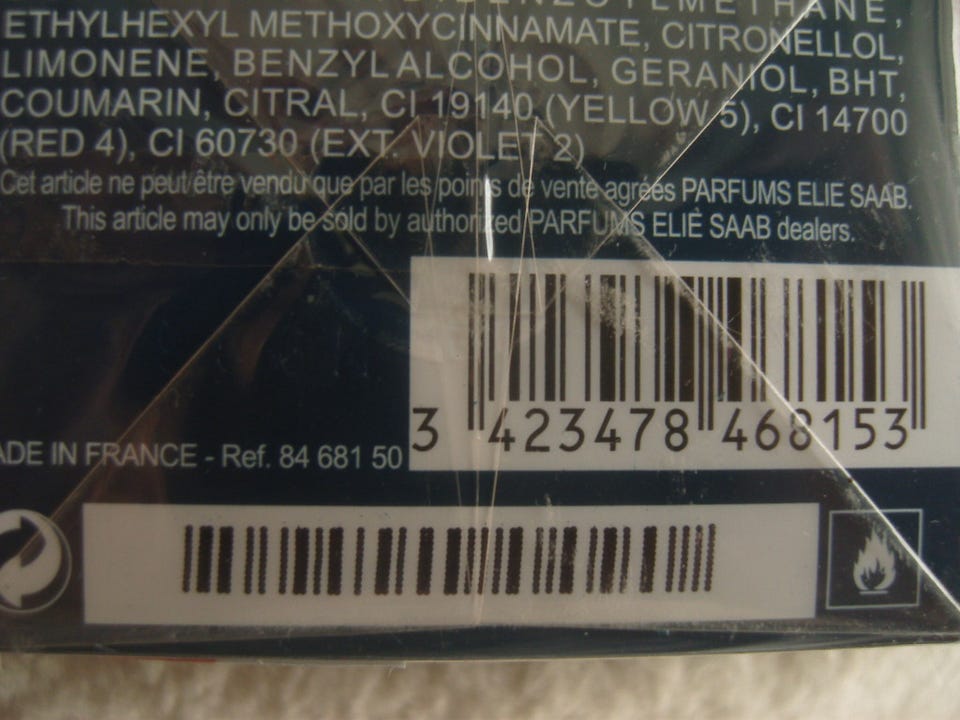 ETHYLHEXYL METHOXYCINNAMATE, CITRONELLOL,
LIMONENE, BENZYLALCOHOL, GERANIOL, BHT,
COUMARIN, CITRAL, CI 19140 (YELLOW 5), CI 14700
(RED 4), CI 60730 (EXT. VIOLET 2)
Cet article ne peut être vendu que par les points de vente agréés PARFUMS ELIE SAAB.
This article may only be sold by authorized PARFUMS ELIE SAAB dealers.
ADE IN FRANCE - Ref. 84 681 50
3 423478 468153